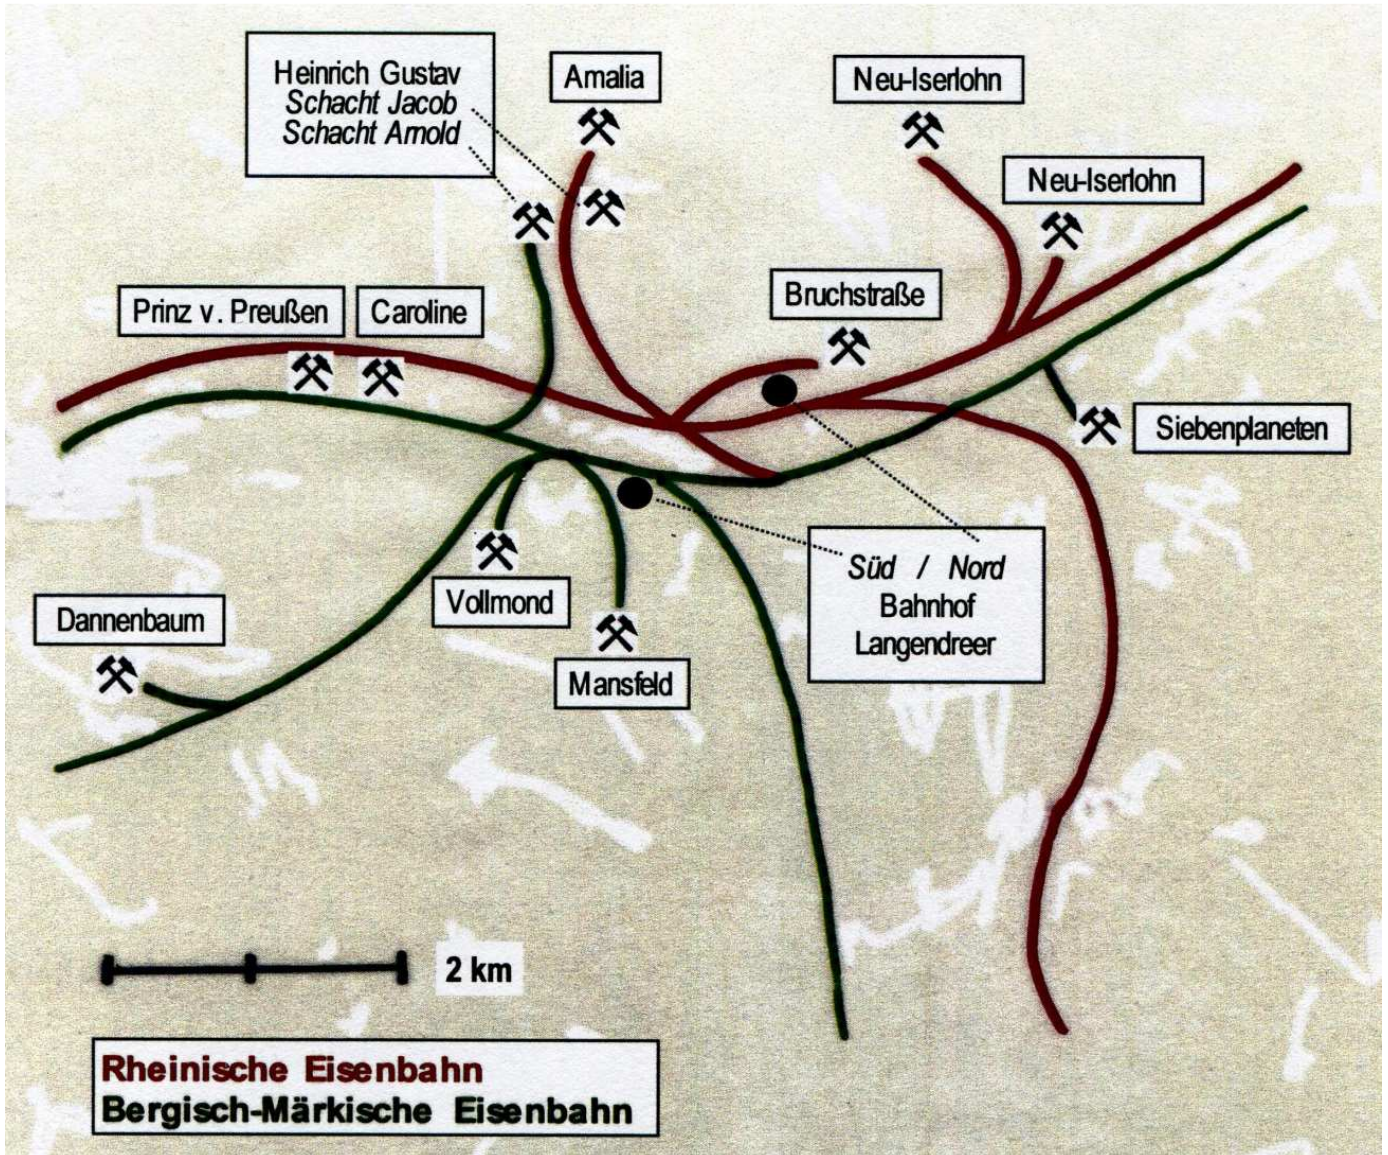 Heinrich Gustav
Schacht Jacob
Schacht Arnold
Amalia
Neu-Iserlohn
Neu-Iserlohn
Bruchstraße
Prinz v. Preußen
Caroline
Siebenplaneten
Süd / Nord
Bahnhof
Langendreer
Vollmond
Dannenbaum
Mansfeld
2 km
Rheinische Eisenbahn
Bergisch-Märkische Eisenbahn